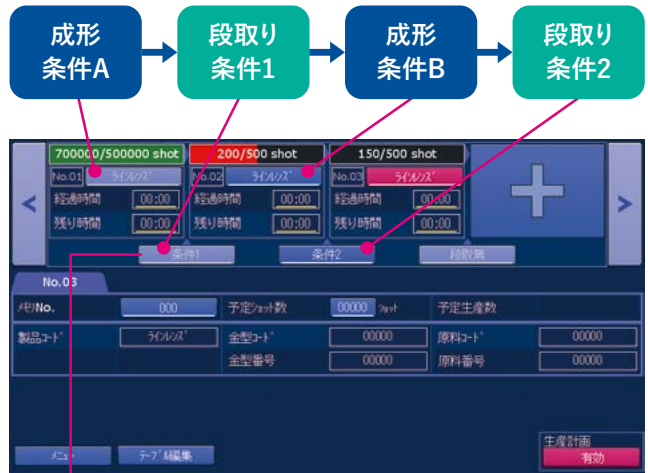 成形
条件A
段取り
条件1
成形
条件B
段取り
条件2
700000/500000 shot
200/500 shot
150/500 shot
No.01 ラインレンズ
No.02 ラインレンズ
No.03 ラインレンズ
経過時間 00:00
経過時間 00:00
経過時間 00:00
残り時間 00:00
残り時間 00:00
残り時間 00:00
<
>
条件1
条件2
段取無
No.03
メモリNo. 000 予定ショット数 00000 ショット 予定生産数
製品コード ラインレンズ 金型コード 00000 原料コード 00000
金型番号 00000 原料番号 00000
メニュー
テーブル編集
生産計画
有効